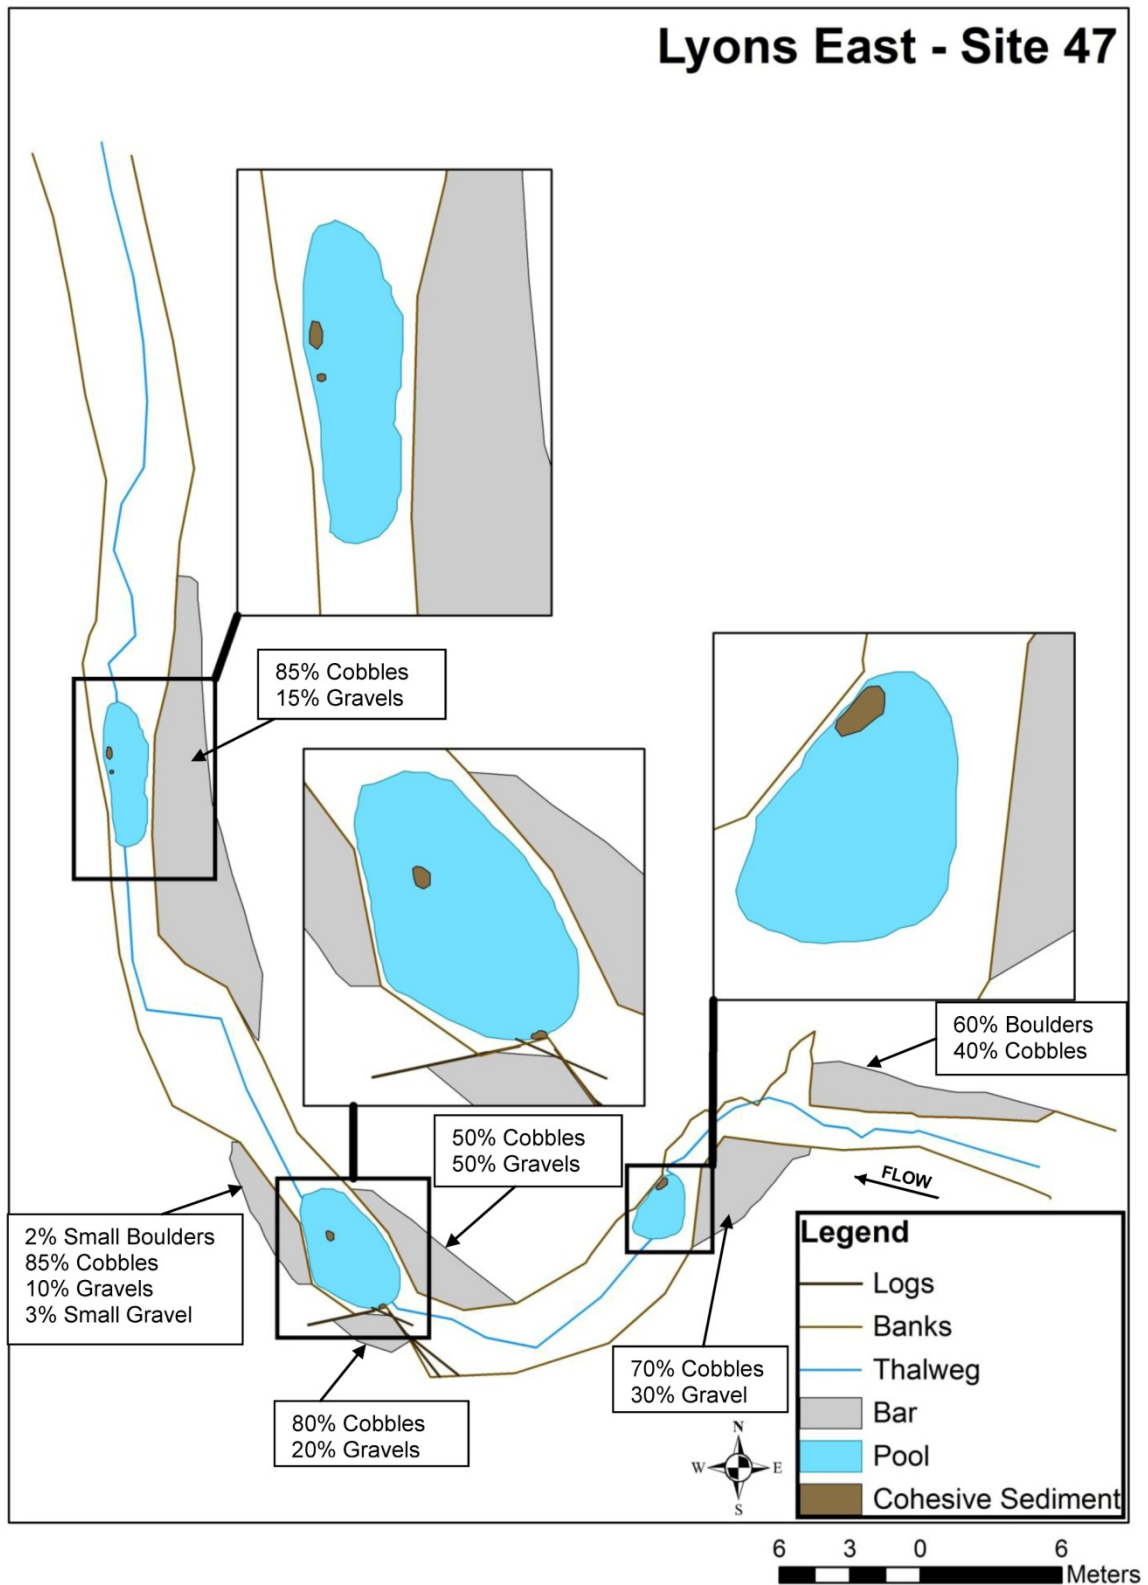 Lyons East - Site 47
85% Cobbles
15% Gravels
60% Boulders
40% Cobbles
50% Cobbles
50% Gravels
FLOW
2% Small Boulders
85% Cobbles
10% Gravels
3% Small Gravel
70% Cobbles
30% Gravel
80% Cobbles
20% Gravels
N
W E
S
Legend
Logs
Banks
Thalweg
Bar
Pool
Cohesive Sediment
6 3 0 6
Meters